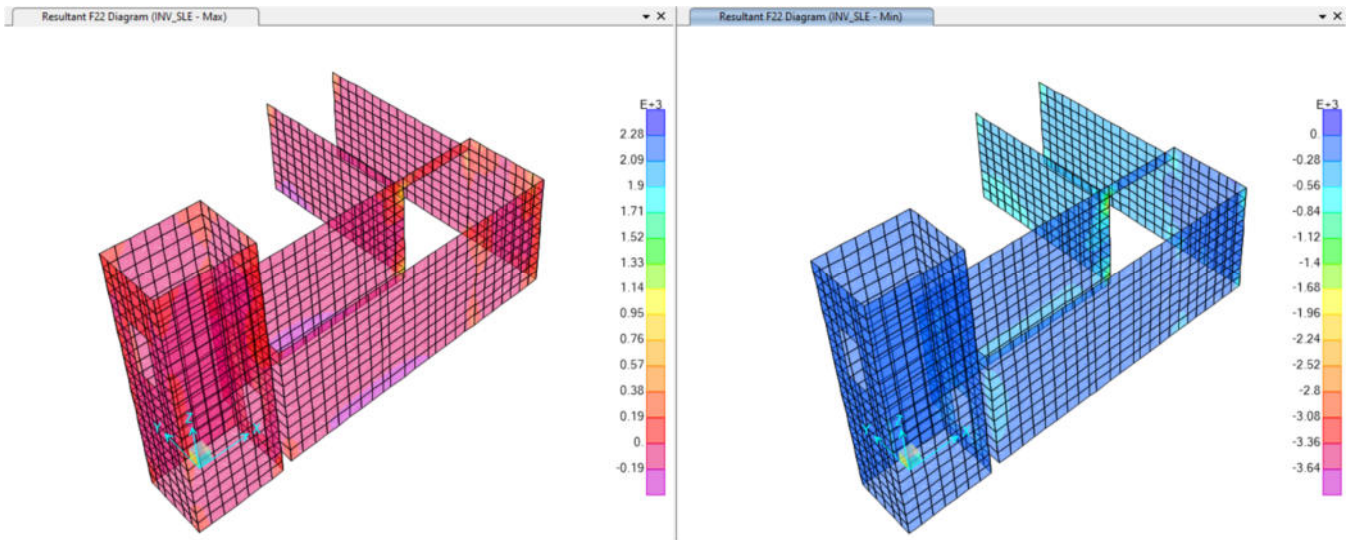 Resultant F22 Diagram (INV_SLE - Max)
Resultant F22 Diagram (INV_SLE - Min)
E+3
2.28
2.09
1.9
1.71
1.52
1.33
1.14
0.95
0.76
0.57
0.38
0.19
0.
-0.19
Z
Y
X
E+3
0.
-0.28
-0.56
-0.84
-1.12
-1.4
-1.68
-1.96
-2.24
-2.52
-2.8
-3.08
-3.36
-3.64
Z
Y
X